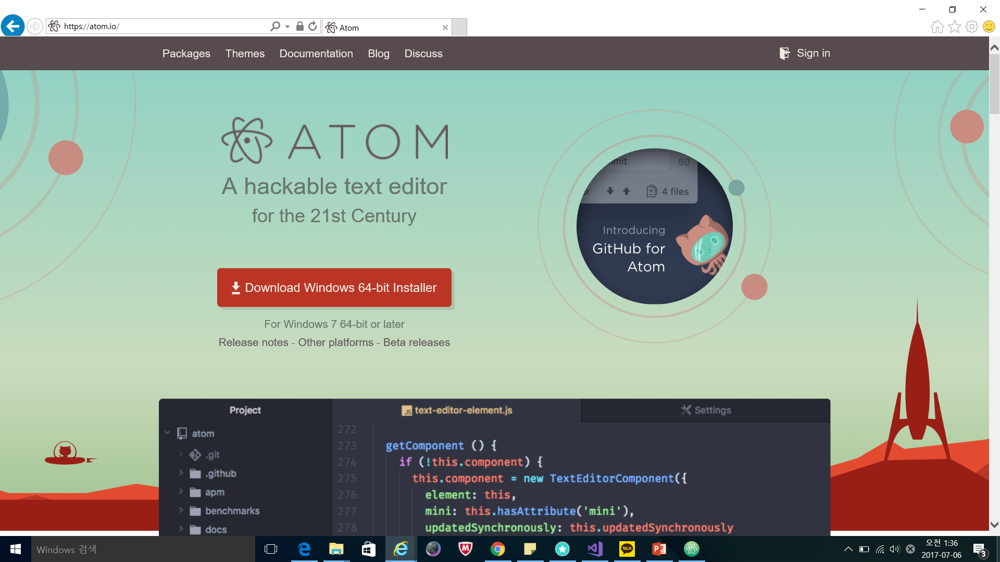 https://atom.io/
Atom
Packages Themes Documentation Blog Discuss
Sign in
ATOM
A hackable text editor
for the 21st Century
Download Windows 64-bit Installer
For Windows 7 64-bit or later
Release notes - Other platforms - Beta releases
60
4 files
Introducing
GitHub for
Atom
Project
text-editor-element.js
Settings
atom
.git
.github
apm
benchmarks
docs
272
273 getComponent () {
274 if (!this.component) {
275 this.component = new TextEditorComponent({
276 element: this,
277 mini: this.hasAttribute('mini'),
278 updatedSynchronously: this.updatedSynchronously
Windows 검색
TALK
오전 1:36
2017-07-06
3